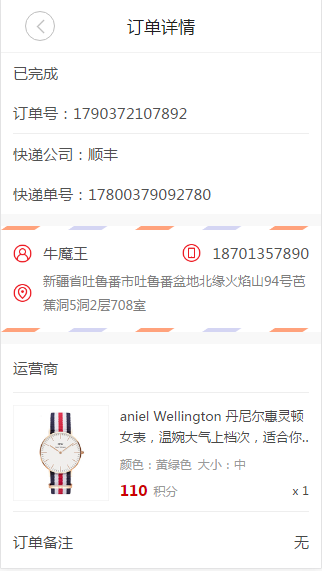 订单详情
已完成
订单号：1790372107892
快递公司：顺丰
快递单号：17800379092780
牛魔王 18701357890
新疆省吐鲁番市吐鲁番盆地北缘火焰山94号芭
蕉洞5洞2层708室
运营商
aniel Wellington 丹尼尔惠灵顿
女表，温婉大气上档次，适合你..
颜色：黄绿色 大小：中
110 积分 x 1
订单备注 无